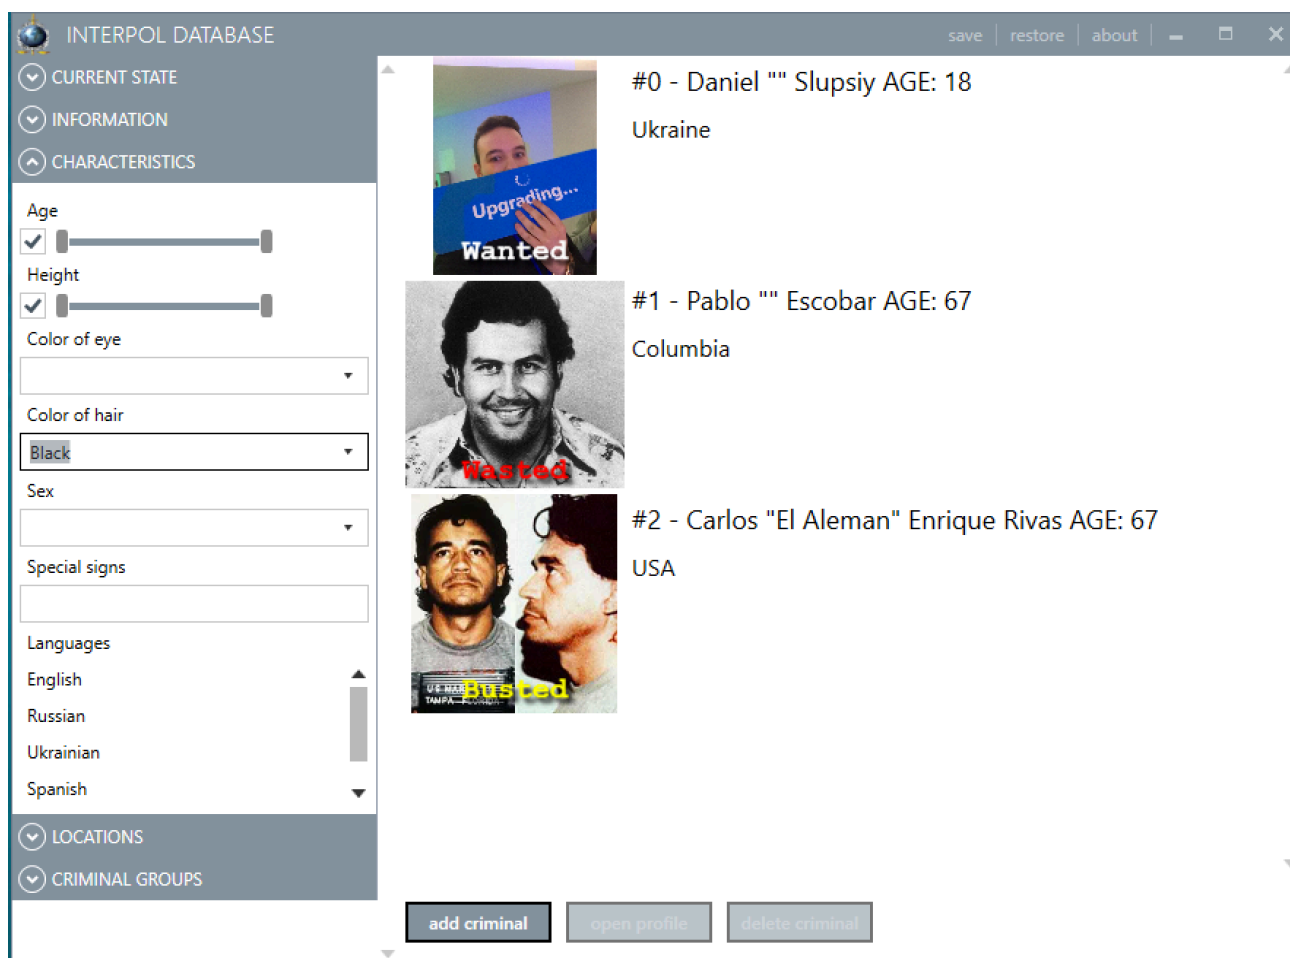 INTERPOL DATABASE
save
restore
about
CURRENT STATE
INFORMATION
CHARACTERISTICS
Age
Height
Color of eye
Color of hair
Black
Sex
Special signs
Languages
English
Russian
Ukrainian
Spanish
LOCATIONS
CRIMINAL GROUPS
Upgrading...
Wanted
#0 - Daniel "" Slupsiy AGE: 18
Ukraine
Wasted
#1 - Pablo "" Escobar AGE: 67
Columbia
TAMPA
Busted
#2 - Carlos "El Aleman" Enrique Rivas AGE: 67
USA
add criminal
open profile
delete criminal